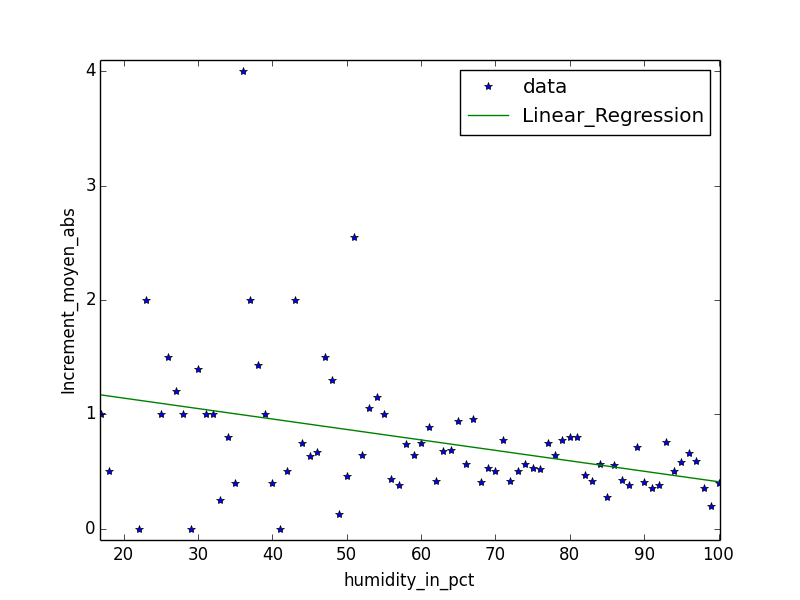 data
Linear_Regression
4
3
2
1
0
Increment_moyen_abs
20 30 40 50 60 70 80 90 100
humidity_in_pct